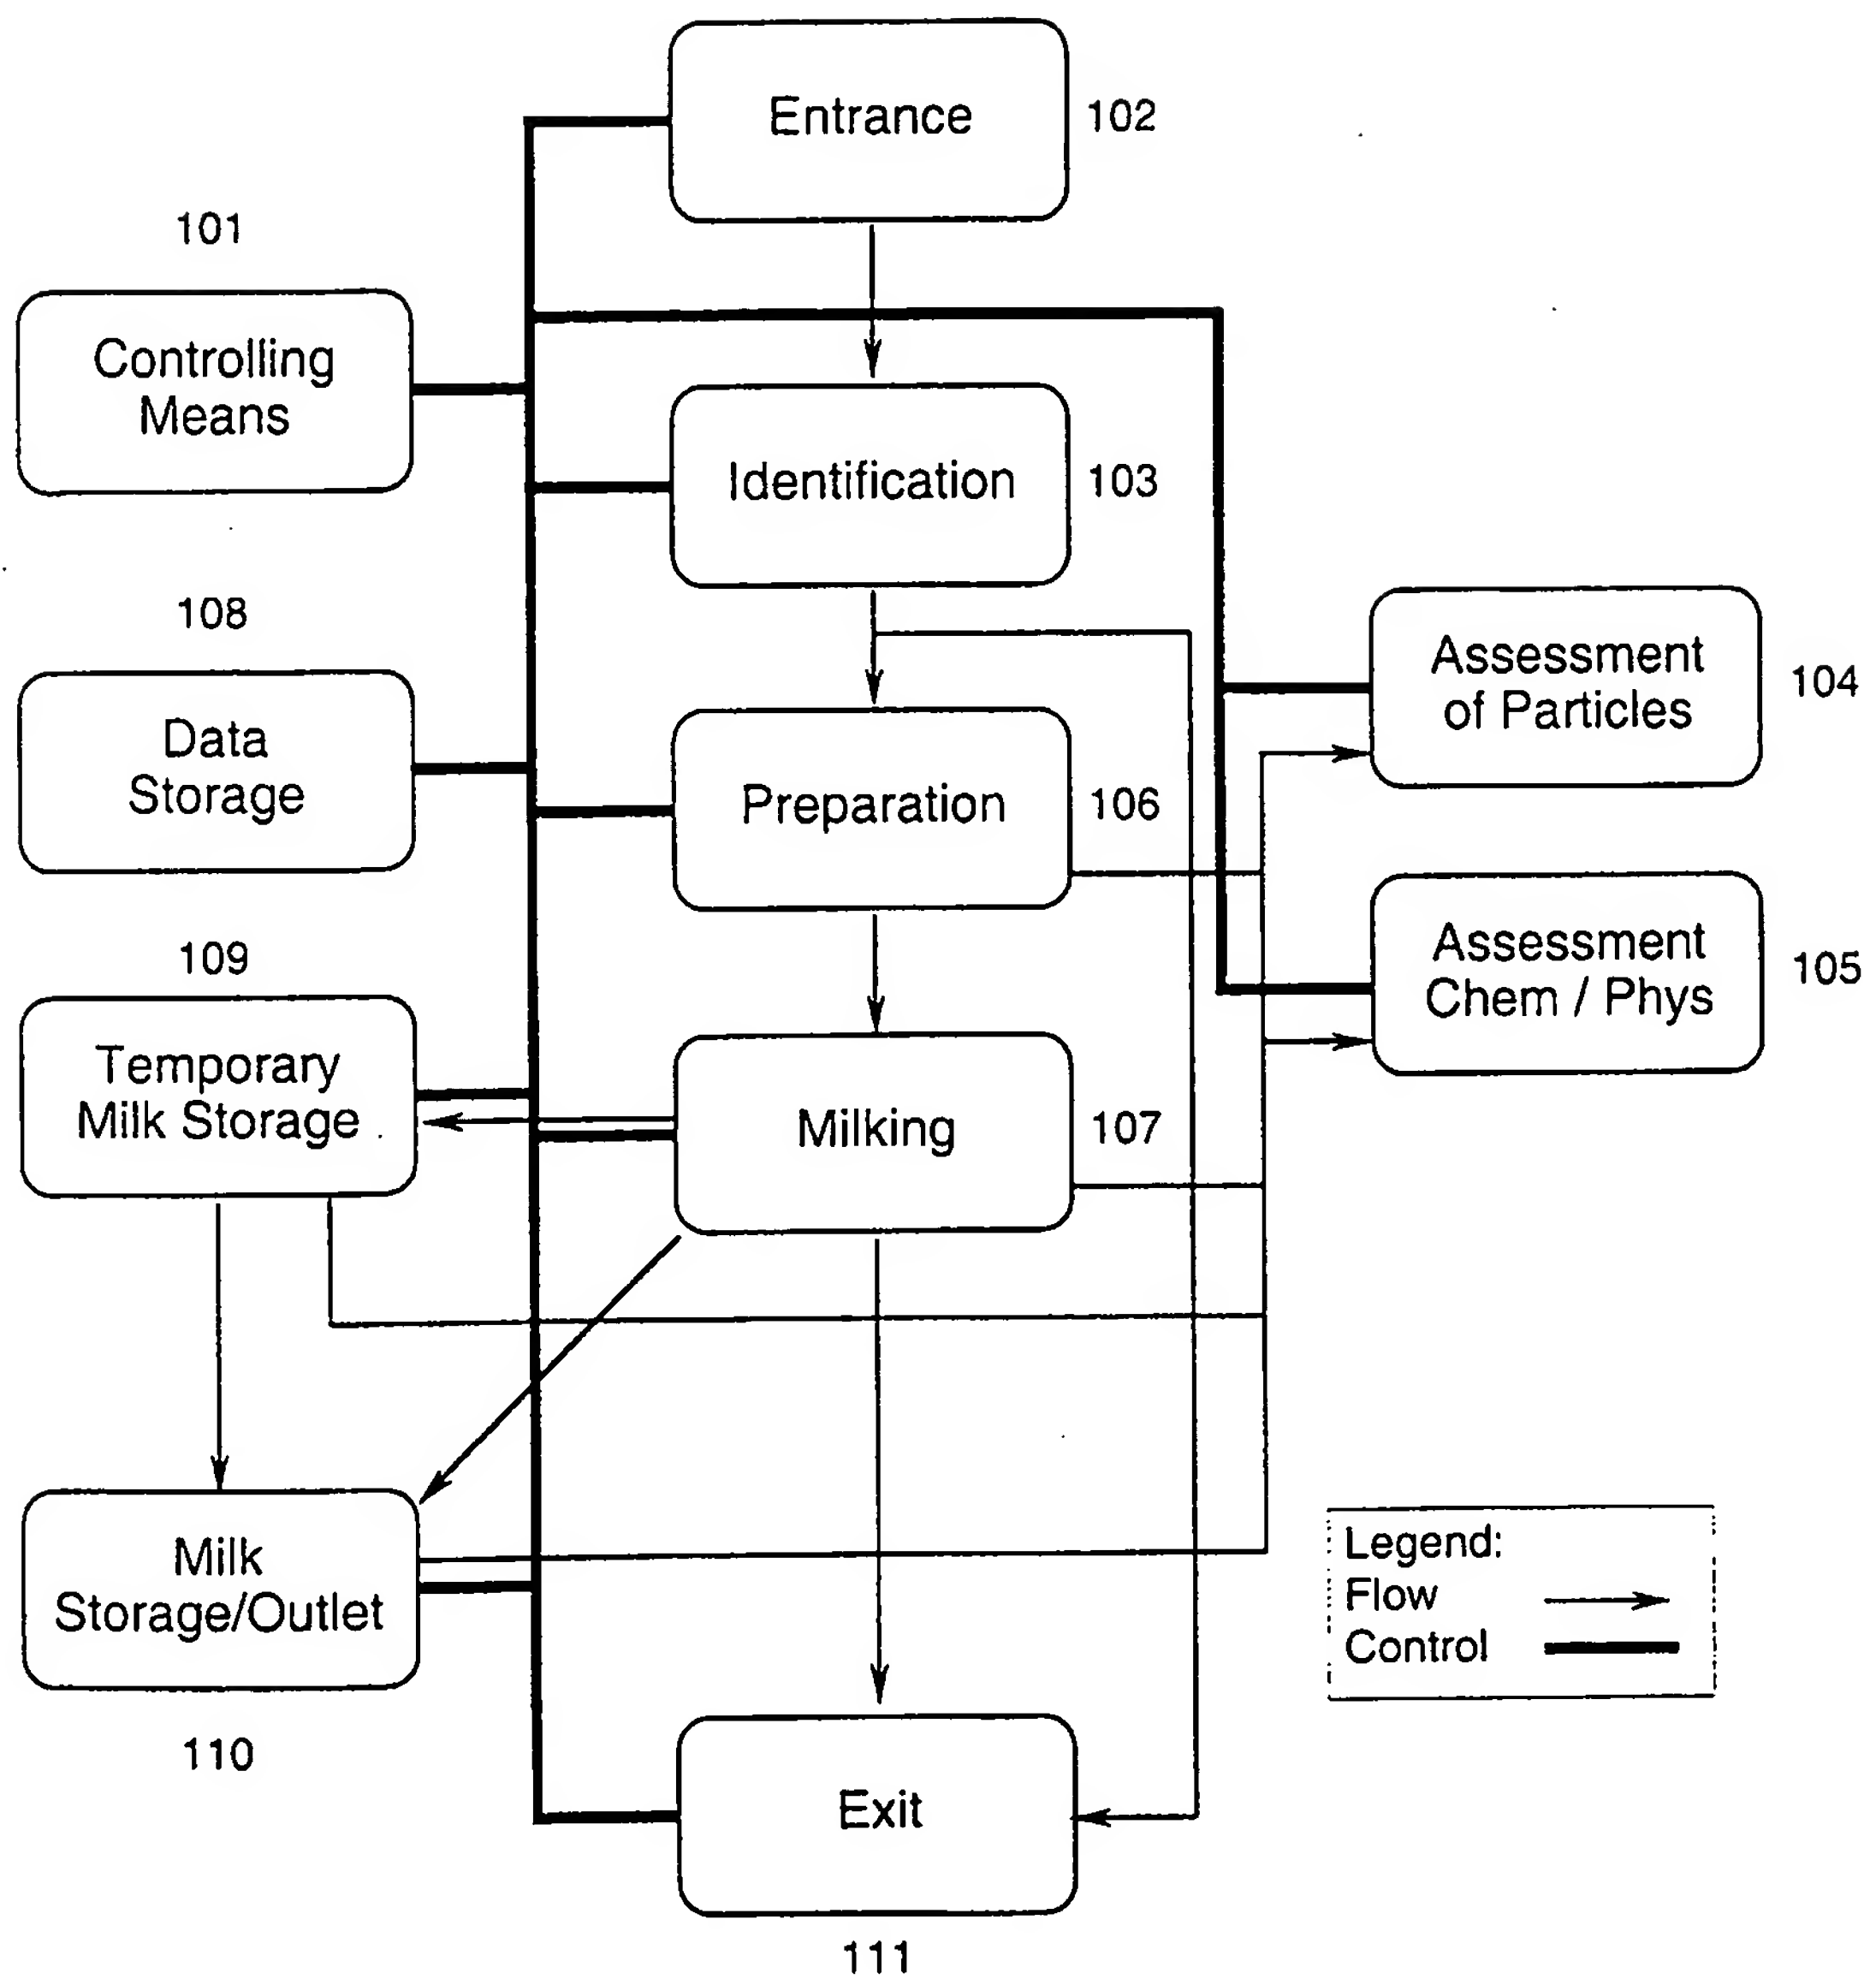 Entrance
102
101
Controlling
Means
Identification
103
108
Data
Storage
Assessment
of Particles
104
Preparation
106
Assessment
Chem / Phys
105
109
Temporary
Milk Storage
Milking
107
Milk
Storage/Outlet
110
Legend:
Flow
Control
Exit
111